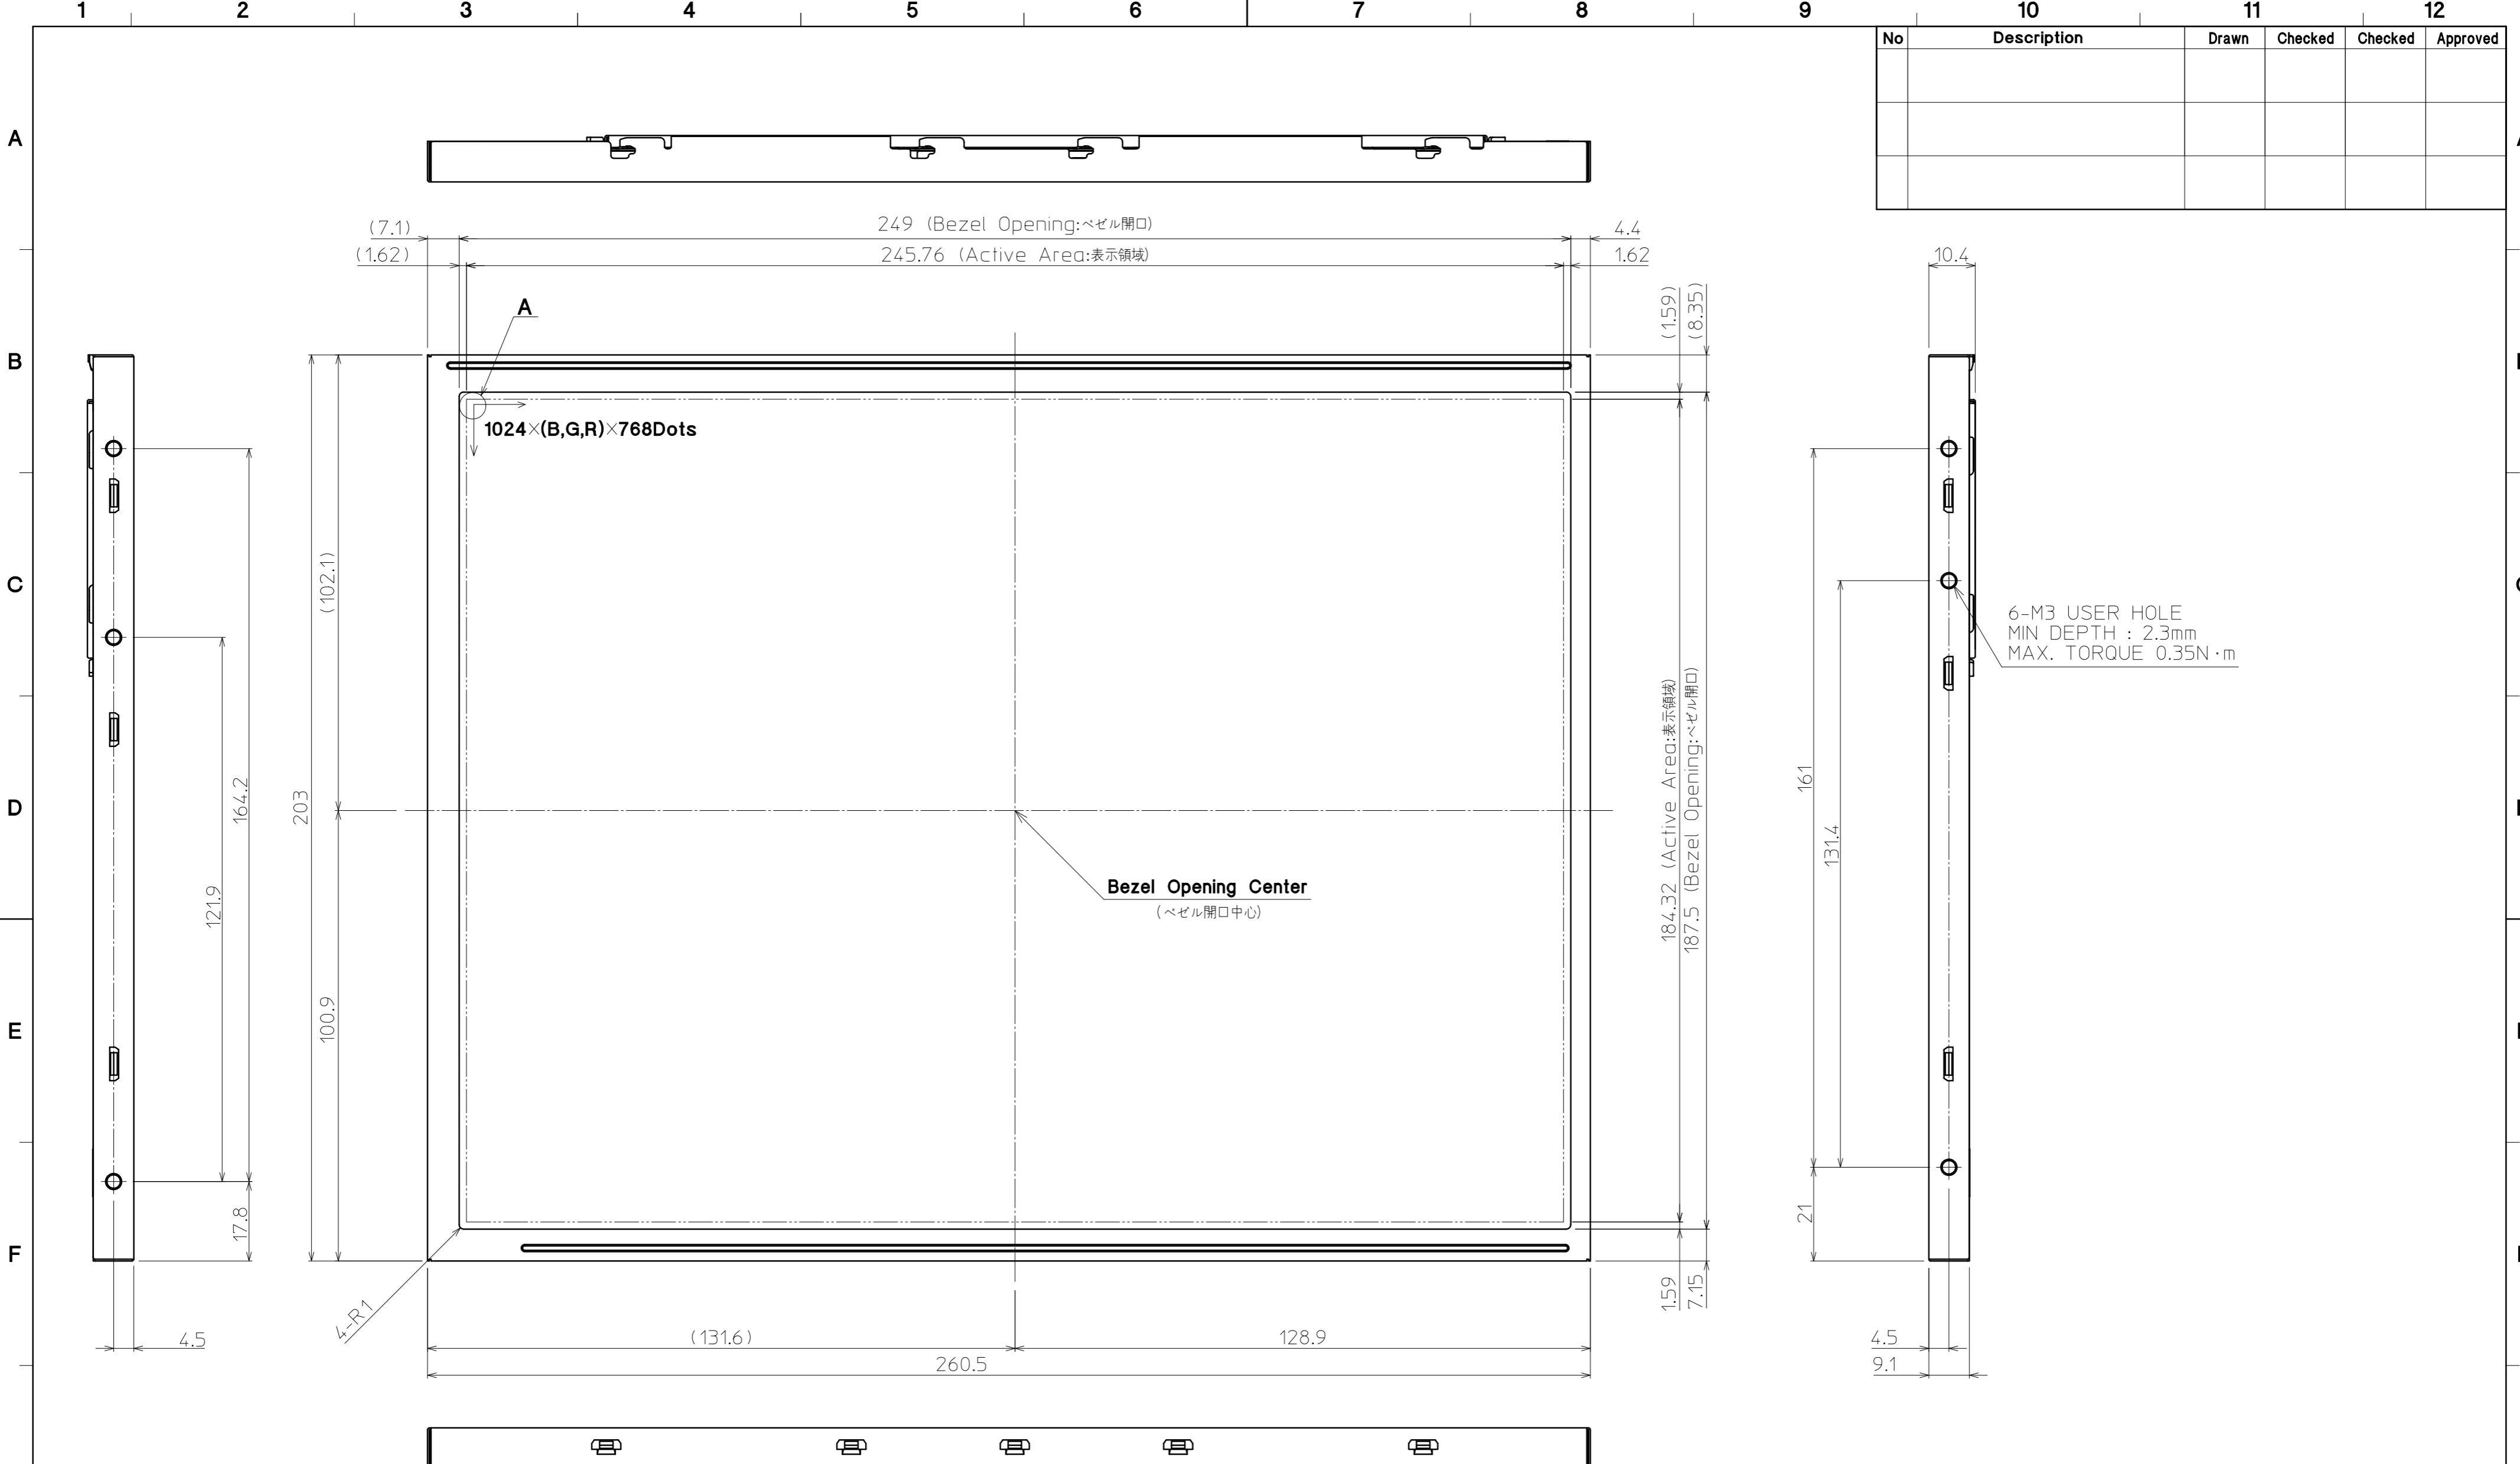 1 2 3 4 5 6 7 8 9 10 11 12
No Description Drawn Checked Checked Approved
A
(7.1) 249 (Bezel Opening:ベゼル開口) 4.4
(1.62) 245.76 (Active Area:表示領域) 1.62
10.4
A
(1.59)
(8.35)
B
1024×(B,G,R)×768Dots
C
(102.1)
6-M3 USER HOLE
MIN DEPTH : 2.3mm
MAX. TORQUE 0.35N·m
D
164.2
203
184.32 (Active Area:表示領域)
187.5 (Bezel Opening:ベゼル開口)
161
131.4
121.9
Bezel Opening Center
(ベゼル開口中心)
E
100.9
F
17.8
21
1.59
7.15
4-R1
4.5
(131.6) 128.9
4.5
260.5
9.1